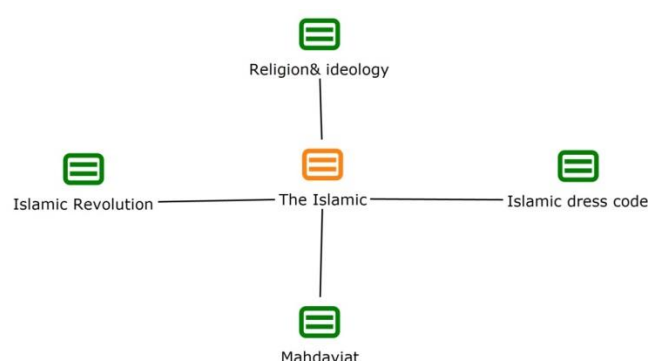 Religion& ideology
Islamic Revolution
The Islamic
Islamic dress code
Mahdaviat